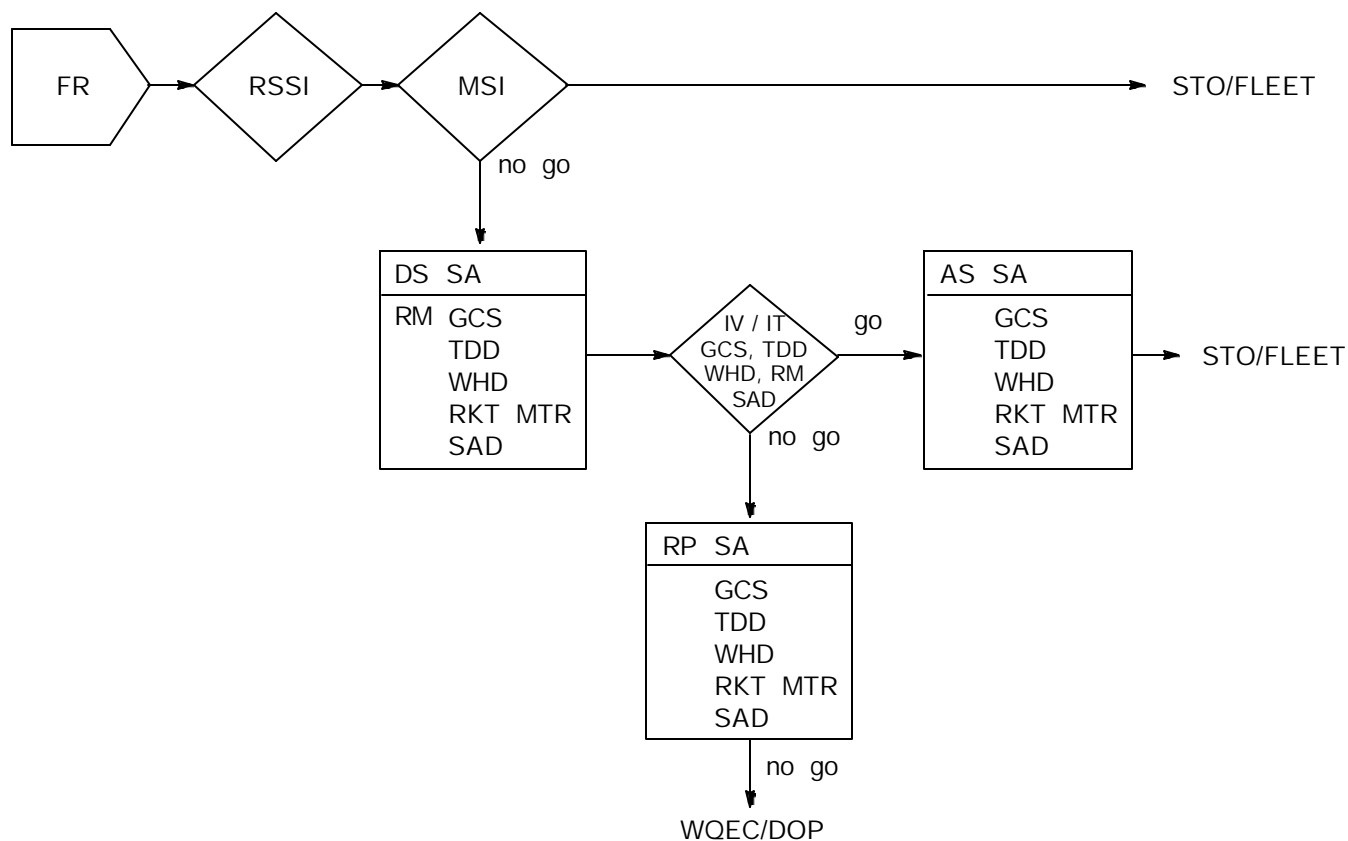 FR
RSSI
MSI
STO/FLEET
no go
DS SA
RM GCS
TDD
WHD
RKT MTR
SAD
IV / IT
GCS, TDD
WHD, RM
SAD
go
no go
AS SA
GCS
TDD
WHD
RKT MTR
SAD
STO/FLEET
RP SA
GCS
TDD
WHD
RKT MTR
SAD
no go
WQEC/DOP